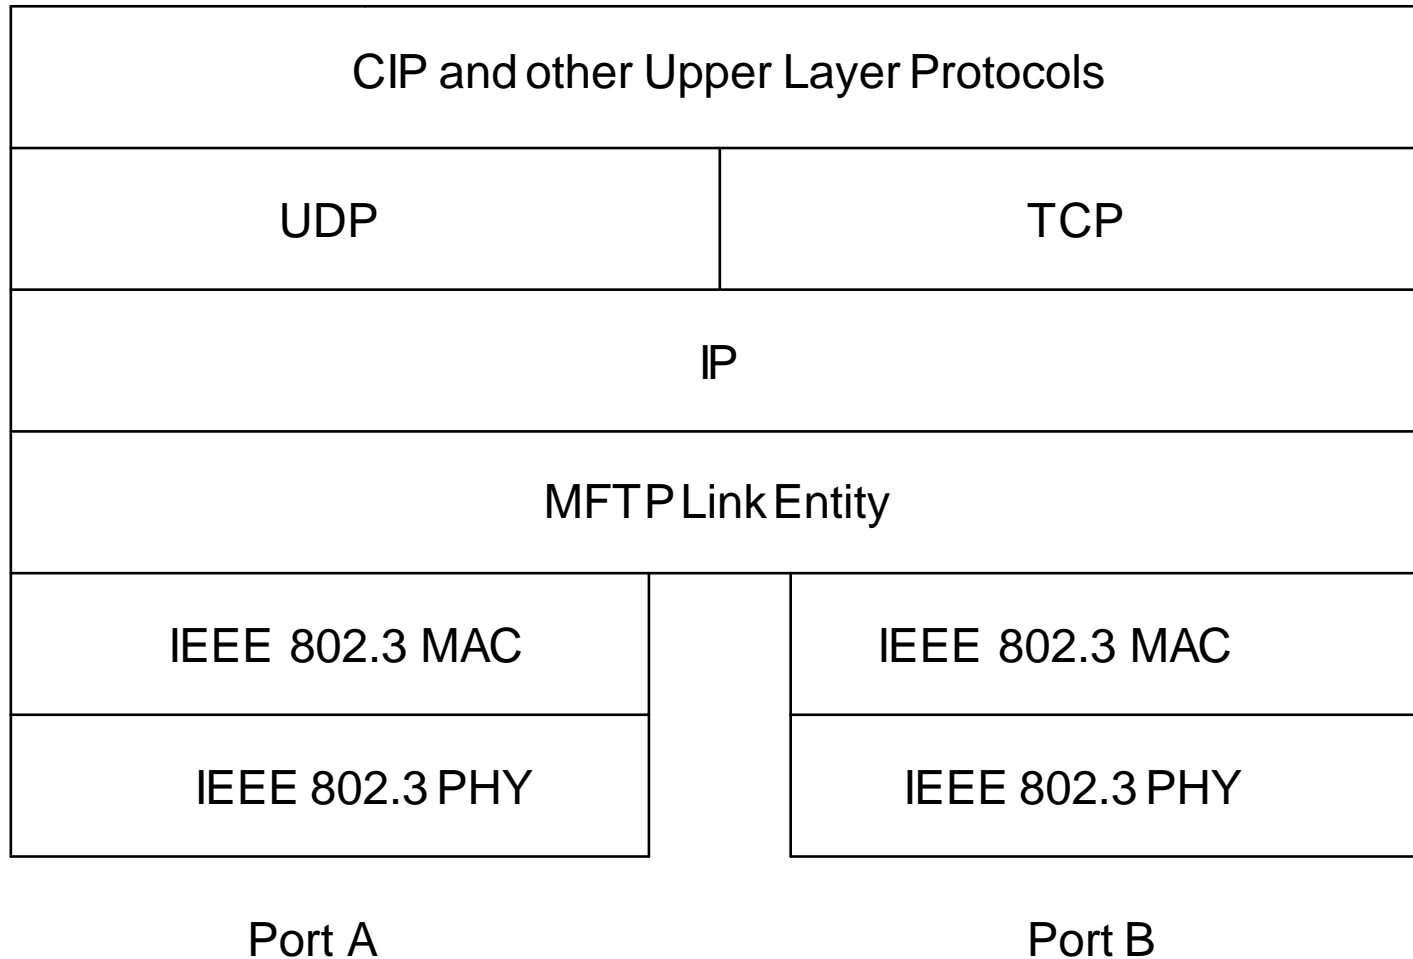 CIP and other Upper Layer Protocols
UDP
TCP
IP
MFTP Link Entity
IEEE 802.3 MAC
IEEE 802.3 MAC
IEEE 802.3 PHY
IEEE 802.3 PHY
Port A
Port B